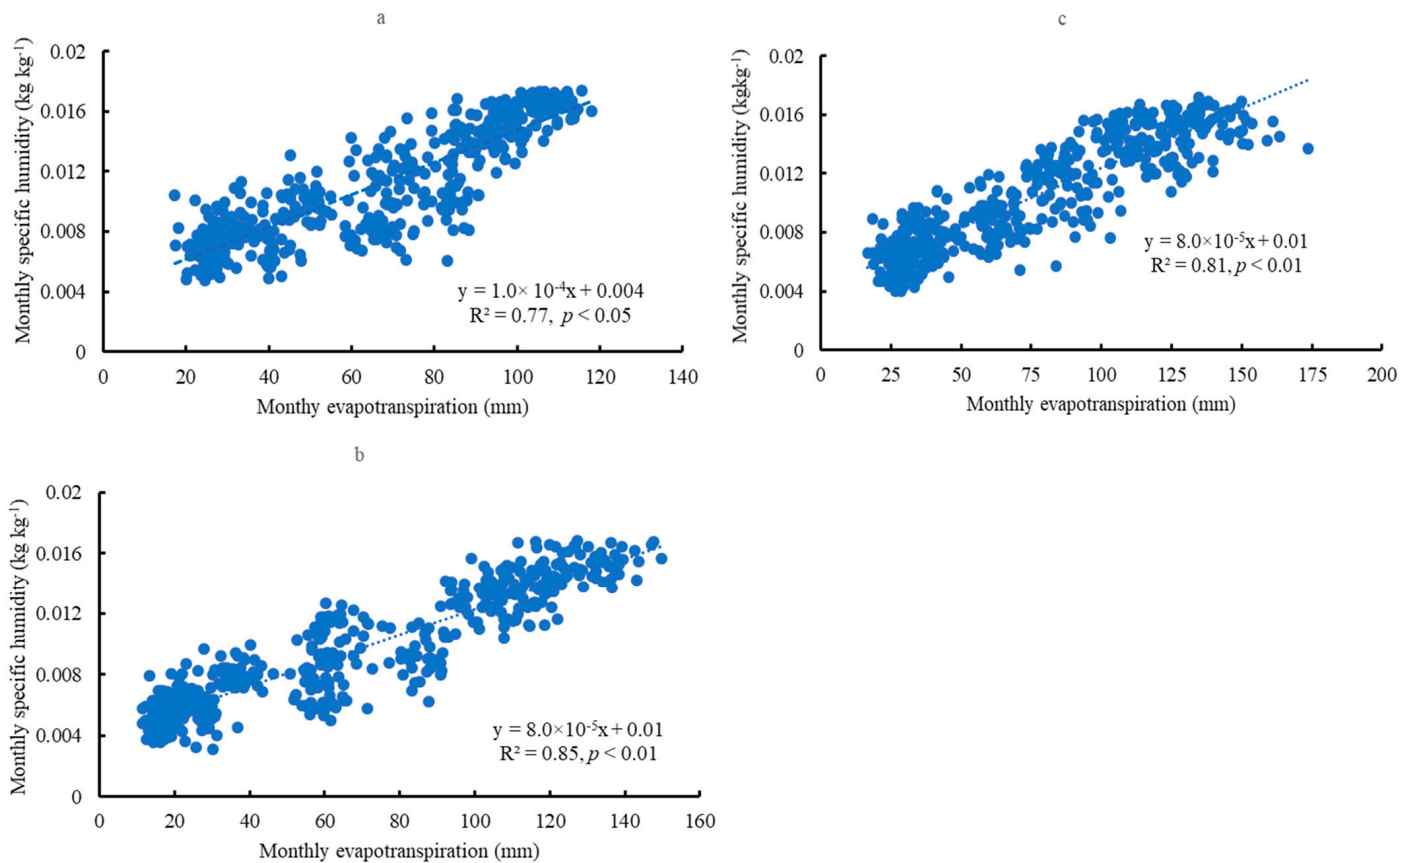 a
Monthly specific humidity (kg kg-1)
0.02
0.016
0.012
0.008
0.004
0
y = 1.0× 10-4x + 0.004
R² = 0.77, p < 0.05
0 20 40 60 80 100 120 140
Monthy evapotranspiration (mm)
c
Monthly specific humidity (kgkg-1)
0.02
0.016
0.012
0.008
0.004
0
y = 8.0×10-5x + 0.01
R² = 0.81, p < 0.01
0 25 50 75 100 125 150 175 200
Monthly evapotranspiration (mm)
b
Monthly specific humidity (kg kg-1)
0.02
0.016
0.012
0.008
0.004
0
y = 8.0×10-5x + 0.01
R² = 0.85, p < 0.01
0 20 40 60 80 100 120 140 160
Monthly evapotranspiration (mm)